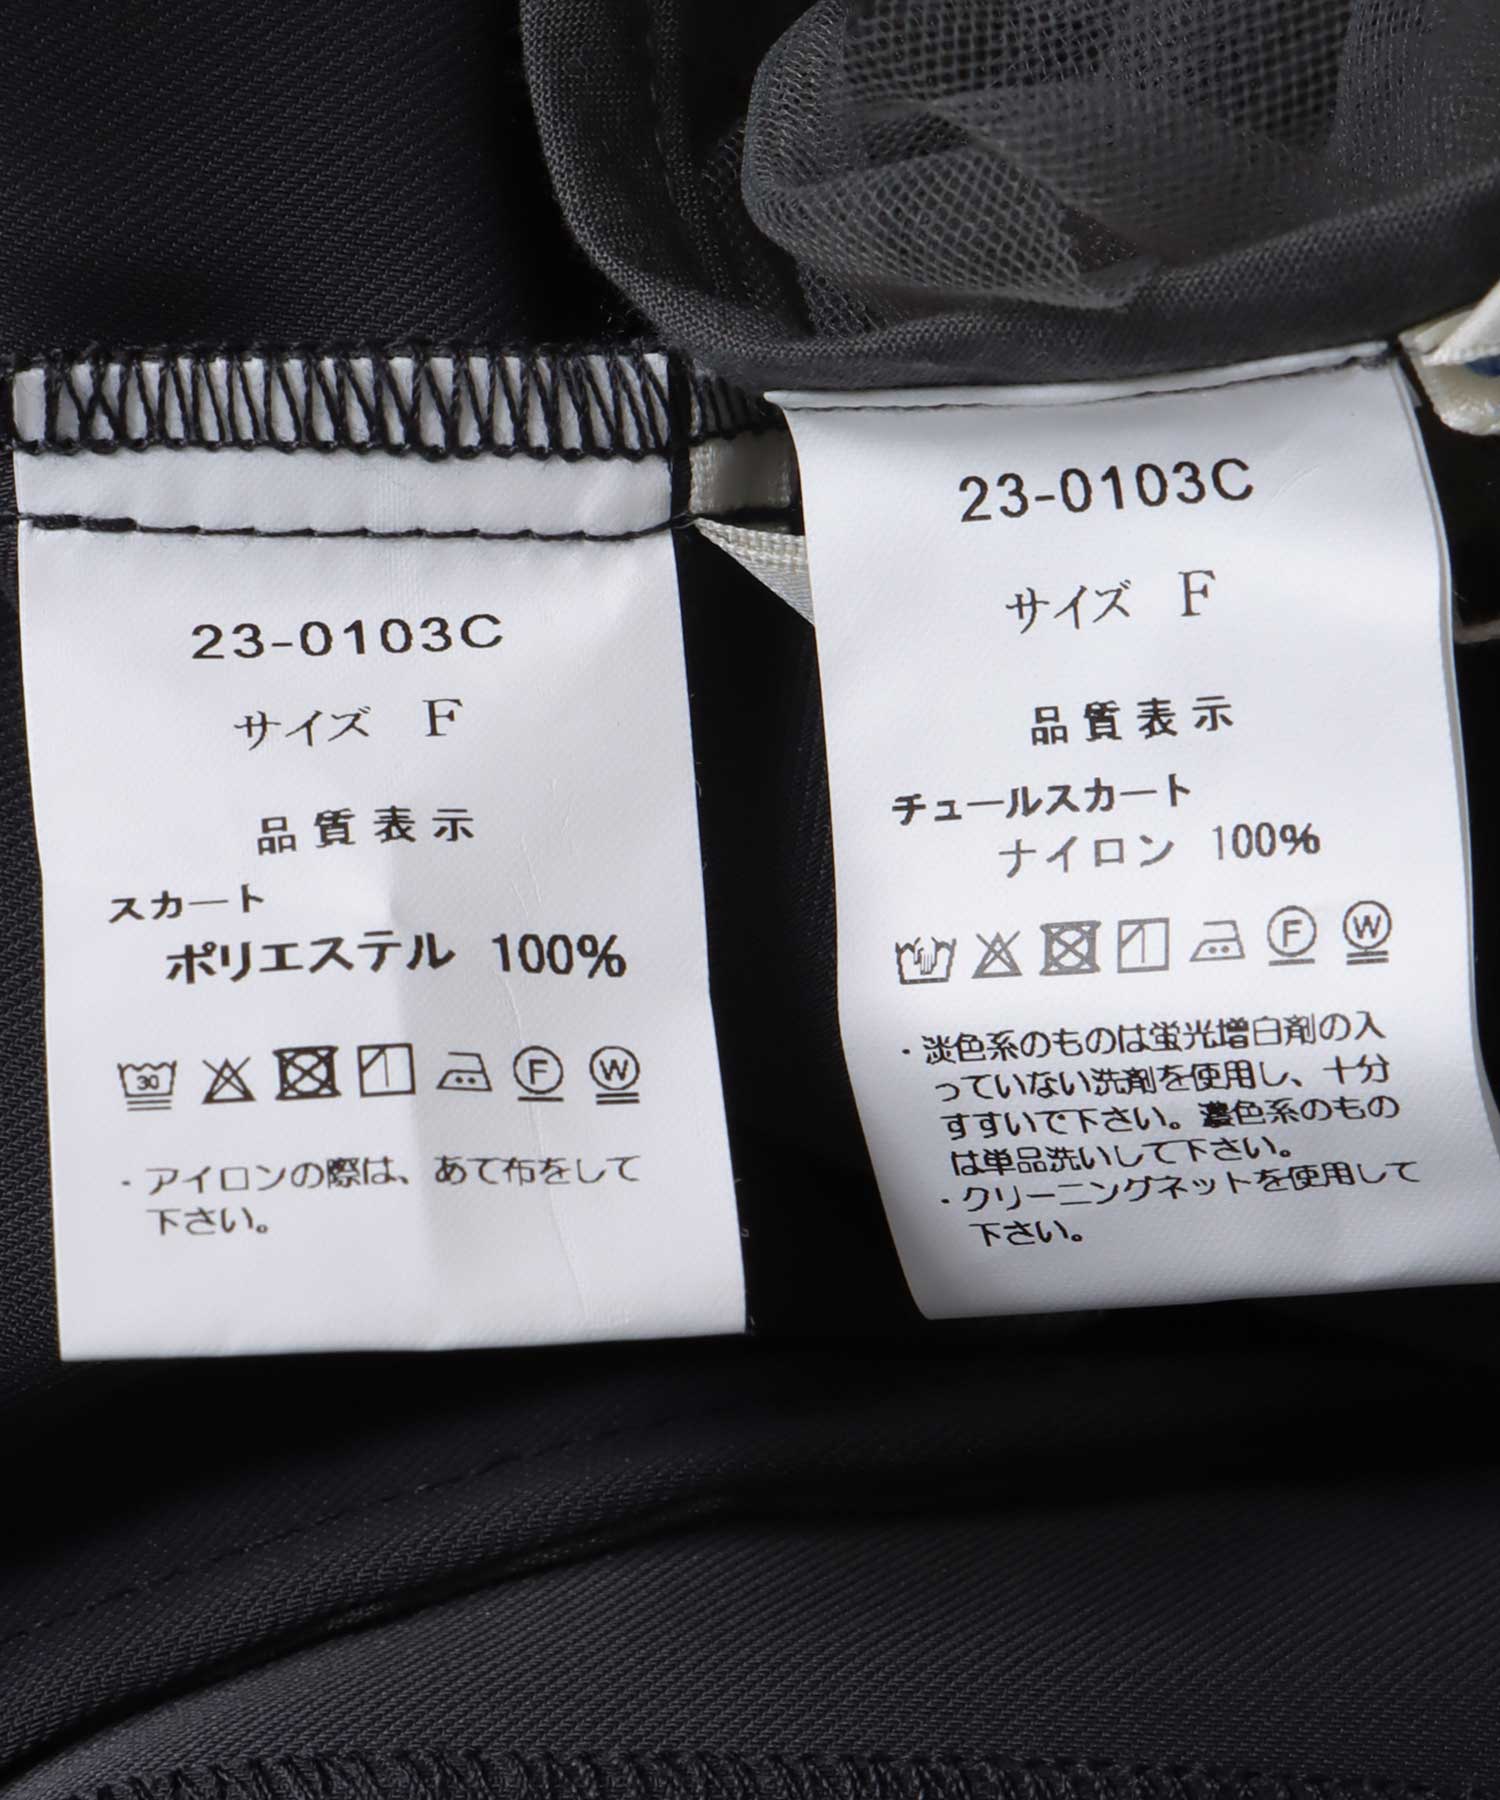 23-0103C
サイズ F
品質表示
スカート
ポリエステル 100%
30 F W
・アイロンの際は、あて布をして
下さい。
23-0103C
サイズ F
品質表示
チュールスカート
ナイロン 100%
F W
・淡色系のものは蛍光増白剤の入
っていない洗剤を使用し、十分
すすいで下さい。濃色系のもの
は単品洗いして下さい。
・クリーニングネットを使用して
下さい。